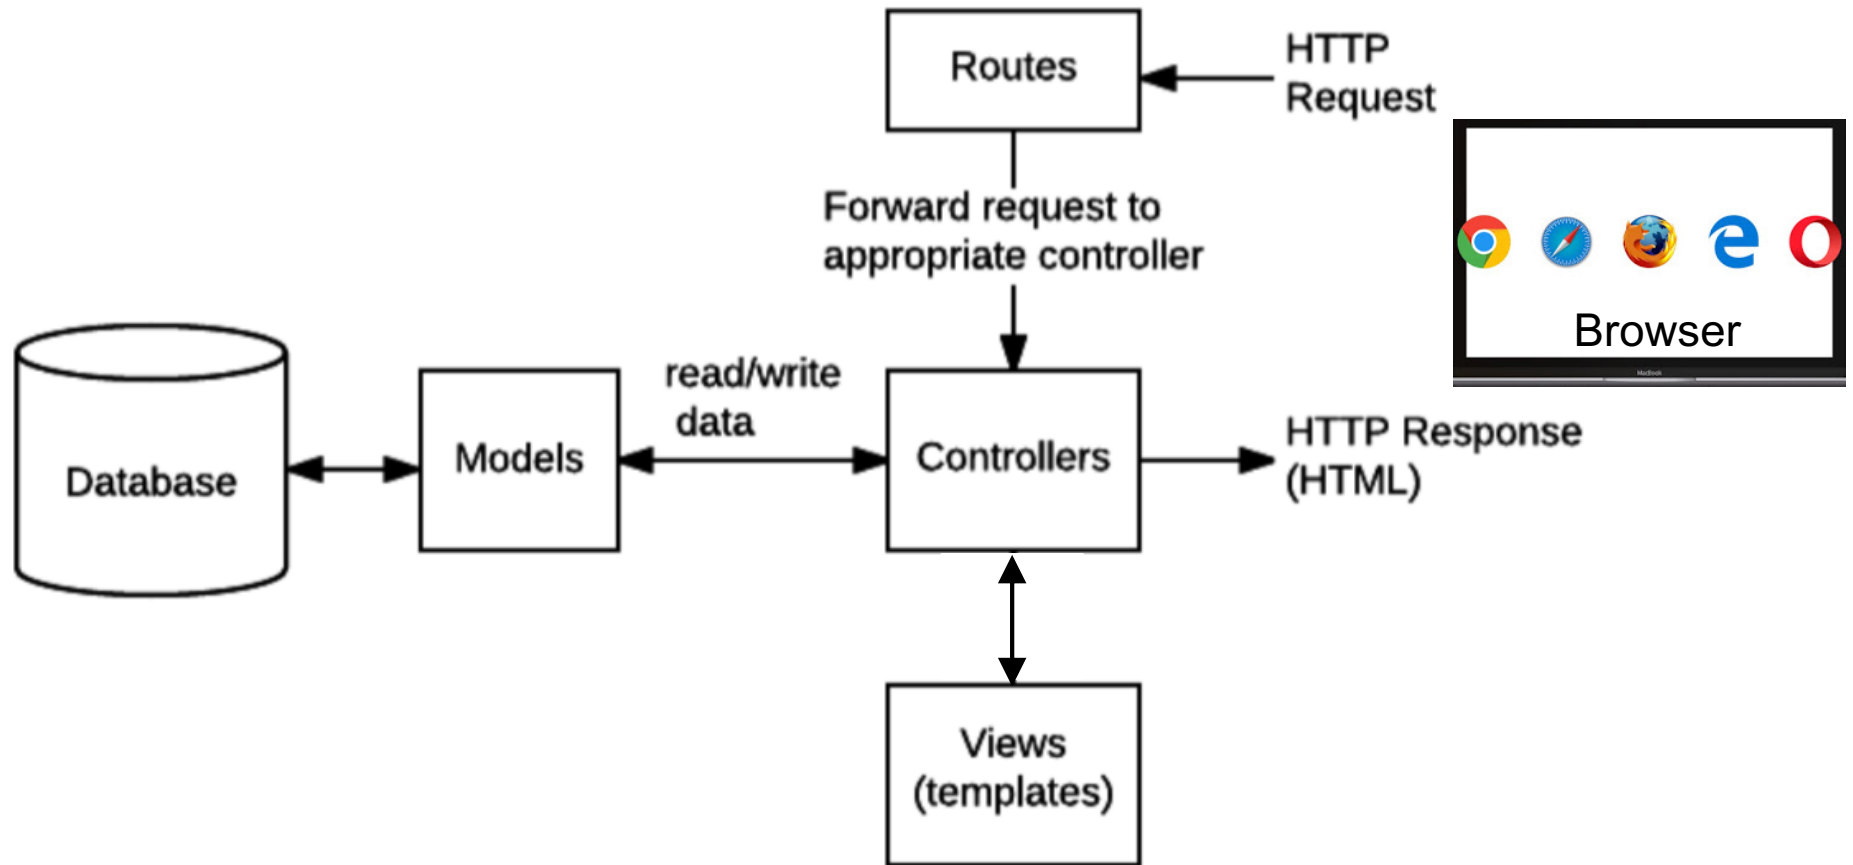 Routes
HTTP
Request
Forward request to
appropriate controller
Browser
MacBook
Database
Models
read/write
data
Controllers
HTTP Response
(HTML)
Views
(templates)